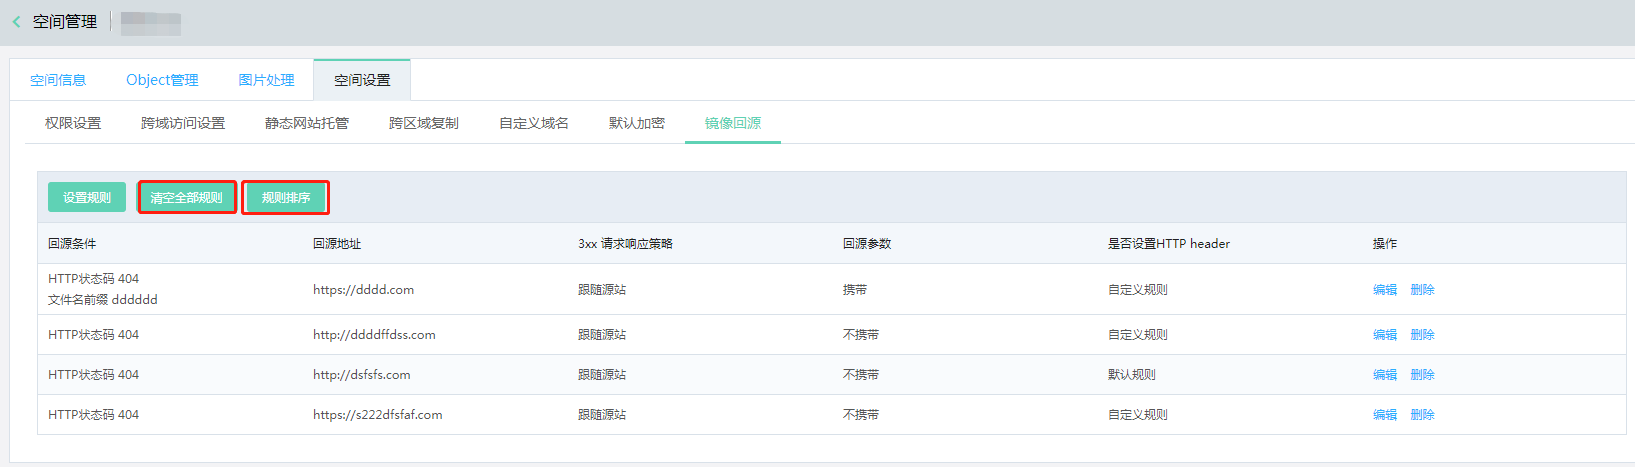 空间管理
空间信息 Object管理 图片处理 空间设置
权限设置 跨域访问设置 静态网站托管 跨区域复制 自定义域名 默认加密 镜像回源
设置规则 清空全部规则 规则排序
回源条件 回源地址 3xx 请求响应策略 回源参数 是否设置HTTP header 操作
HTTP状态码 404
文件名前缀 dddddd https://dddd.com 跟随源站 携带 自定义规则 编辑 删除
HTTP状态码 404 http://ddddffdss.com 跟随源站 不携带 自定义规则 编辑 删除
HTTP状态码 404 http://dsfsfs.com 跟随源站 不携带 默认规则 编辑 删除
HTTP状态码 404 https://s222dfsfaf.com 跟随源站 不携带 自定义规则 编辑 删除